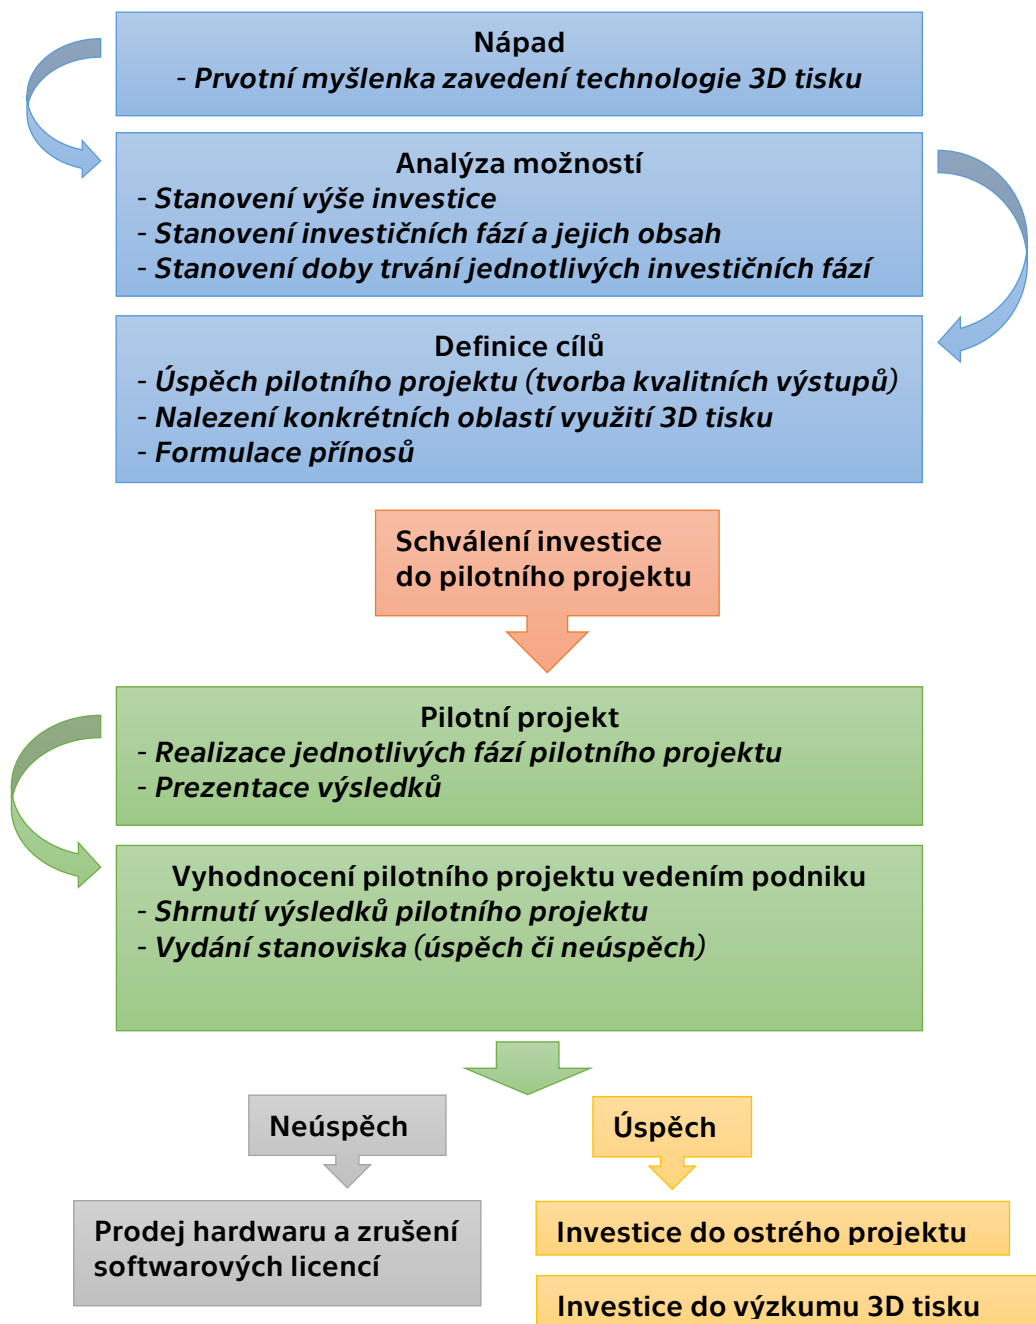 Nápad
- Prvotní myšlenka zavedení technologie 3D tisku
Analýza možností
- Stanovení výše investice
- Stanovení investičních fází a jejich obsah
- Stanovení doby trvání jednotlivých investičních fází
Definice cílů
- Úspěch pilotního projektu (tvorba kvalitních výstupů)
- Nalezení konkrétních oblastí využití 3D tisku
- Formulace přínosů
Schválení investice
do pilotního projektu
Pilotní projekt
- Realizace jednotlivých fází pilotního projektu
- Prezentace výsledků
Vyhodnocení pilotního projektu vedením podniku
- Shrnutí výsledků pilotního projektu
- Vydání stanoviska (úspěch či neúspěch)
Neúspěch
Úspěch
Prodej hardwaru a zrušení
softwarových licencí
Investice do ostrého projektu
Investice do výzkumu 3D tisku